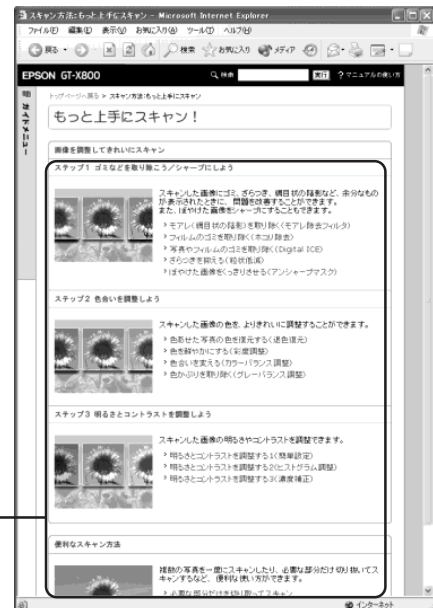 スキャン方法:もっと上手にスキャン - Microsoft Internet Explorer
ファイル(F) 編集(E) 表示(V) お気に入り(A) ツール(T) ヘルプ(H)
戻る 検索 お気に入り メディア
EPSON GT-X800 検索 実行 ? マニュアルの使い方
ガイドメニュー
トップページへ戻る > スキャン方法:もっと上手にスキャン
もっと上手にスキャン!
画像を調整してきれいにスキャン
ステップ1 ゴミなどを取り除こう/シャープにしよう
スキャンした画像にゴミ、ざらつき、網目状の陰影など、余分なもの
が表示されたときに、問題を改善することができます。
また、ぼやけた画像をシャープにすることもできます。
> モアレ(網目状の陰影)を取り除く(モアレ除去フィルタ)
> フィルムのゴミを取り除く(ホコリ除去)
> 写真やフィルムのゴミを取り除く(Digital ICE)
> ざらつきを抑える(粒状低減)
> ぼやけた画像をくっきりさせる(アンシャープマスク)
ステップ2 色合いを調整しよう
スキャンした画像の色を、よりきれいに調整することができます。
> 色あせた写真の色を復元する(退色復元)
> 色を鮮やかにする(彩度調整)
> 色合いを変える(カラーバランス調整)
> 色かぶりを取り除く(グレーバランス調整)
ステップ3 明るさとコントラストを調整しよう
スキャンした画像の明るさやコントラストを調整できます。
> 明るさとコントラストを調整する1(簡単設定)
> 明るさとコントラストを調整する2(ヒストグラム調整)
> 明るさとコントラストを調整する3(濃度補正)
便利なスキャン方法
複数の写真を一度にスキャンしたり、必要な部分だけ切り抜いてス
キャンするなど、便利な使い方ができます。
> 必要な部分だけを切り取ってスキャン
インターネット